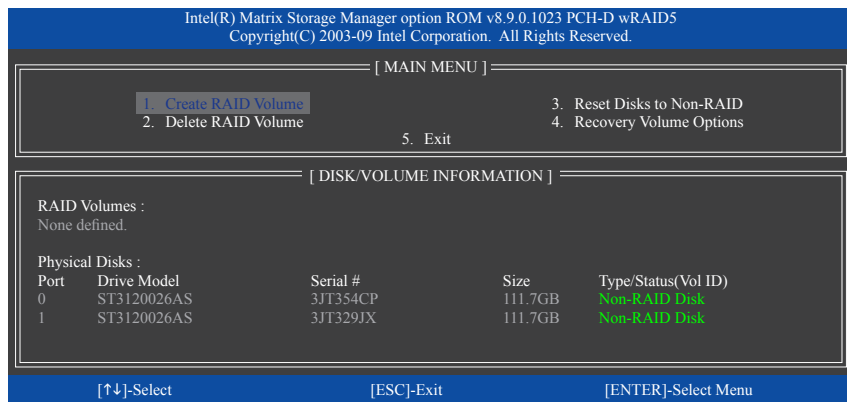 Intel(R) Matrix Storage Manager option ROM v8.9.0.1023 PCH-D wRAID5
Copyright(C) 2003-09 Intel Corporation.  All Rights Reserved.
[ MAIN MENU ]
1.  Create RAID Volume    3.  Reset Disks to Non-RAID
2.  Delete RAID Volume    4.  Recovery Volume Options
5.  Exit
[ DISK/VOLUME INFORMATION ]
RAID Volumes :
None defined.
Physical Disks :
Port    Drive Model    Serial #    Size    Type/Status(Vol ID)
0    ST3120026AS    3JT354CP    111.7GB    Non-RAID Disk
1    ST3120026AS    3JT329JX    111.7GB    Non-RAID Disk
[↑↓]-Select    [ESC]-Exit    [ENTER]-Select Menu